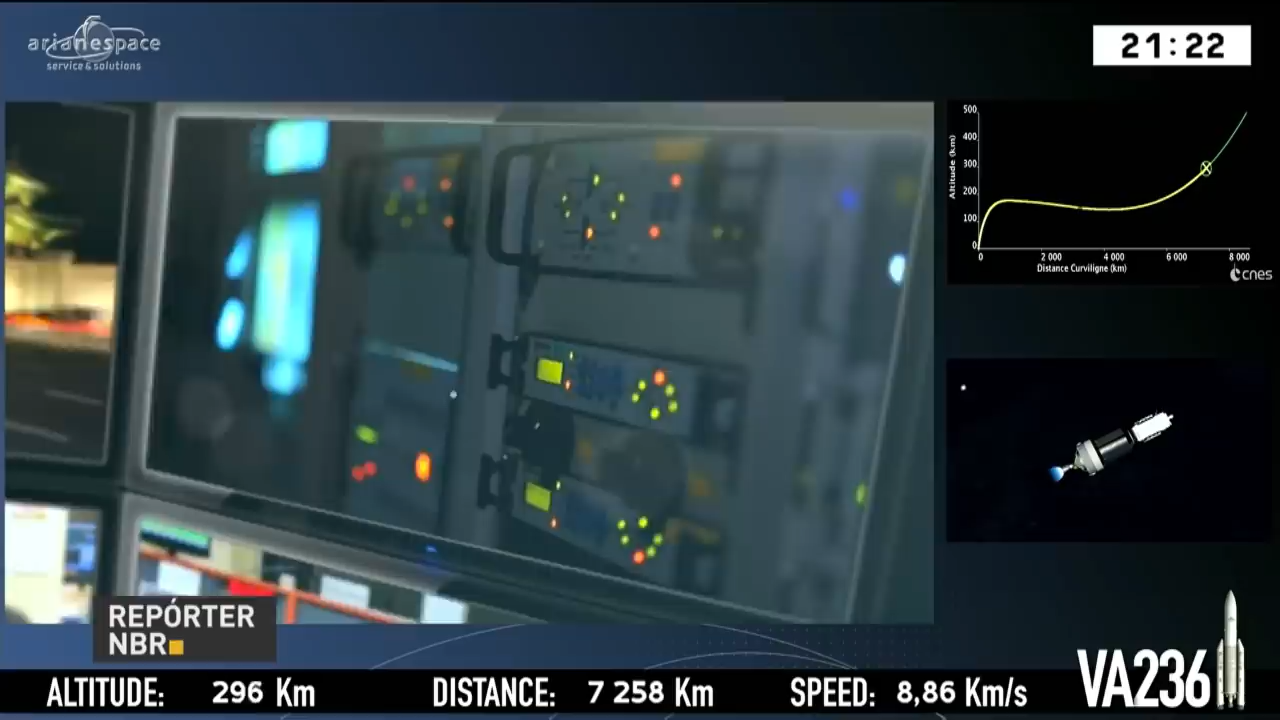 arianespace
service & solutions
21:22
Altitude (km)
500
400
300
200
100
0
0 2 000 4 000 6 000 8 000
Distance Curviligne (km)
cnes
REPÓRTER
NBR
VA236
ALTITUDE: 296 Km DISTANCE: 7 258 Km SPEED: 8,86 Km/s